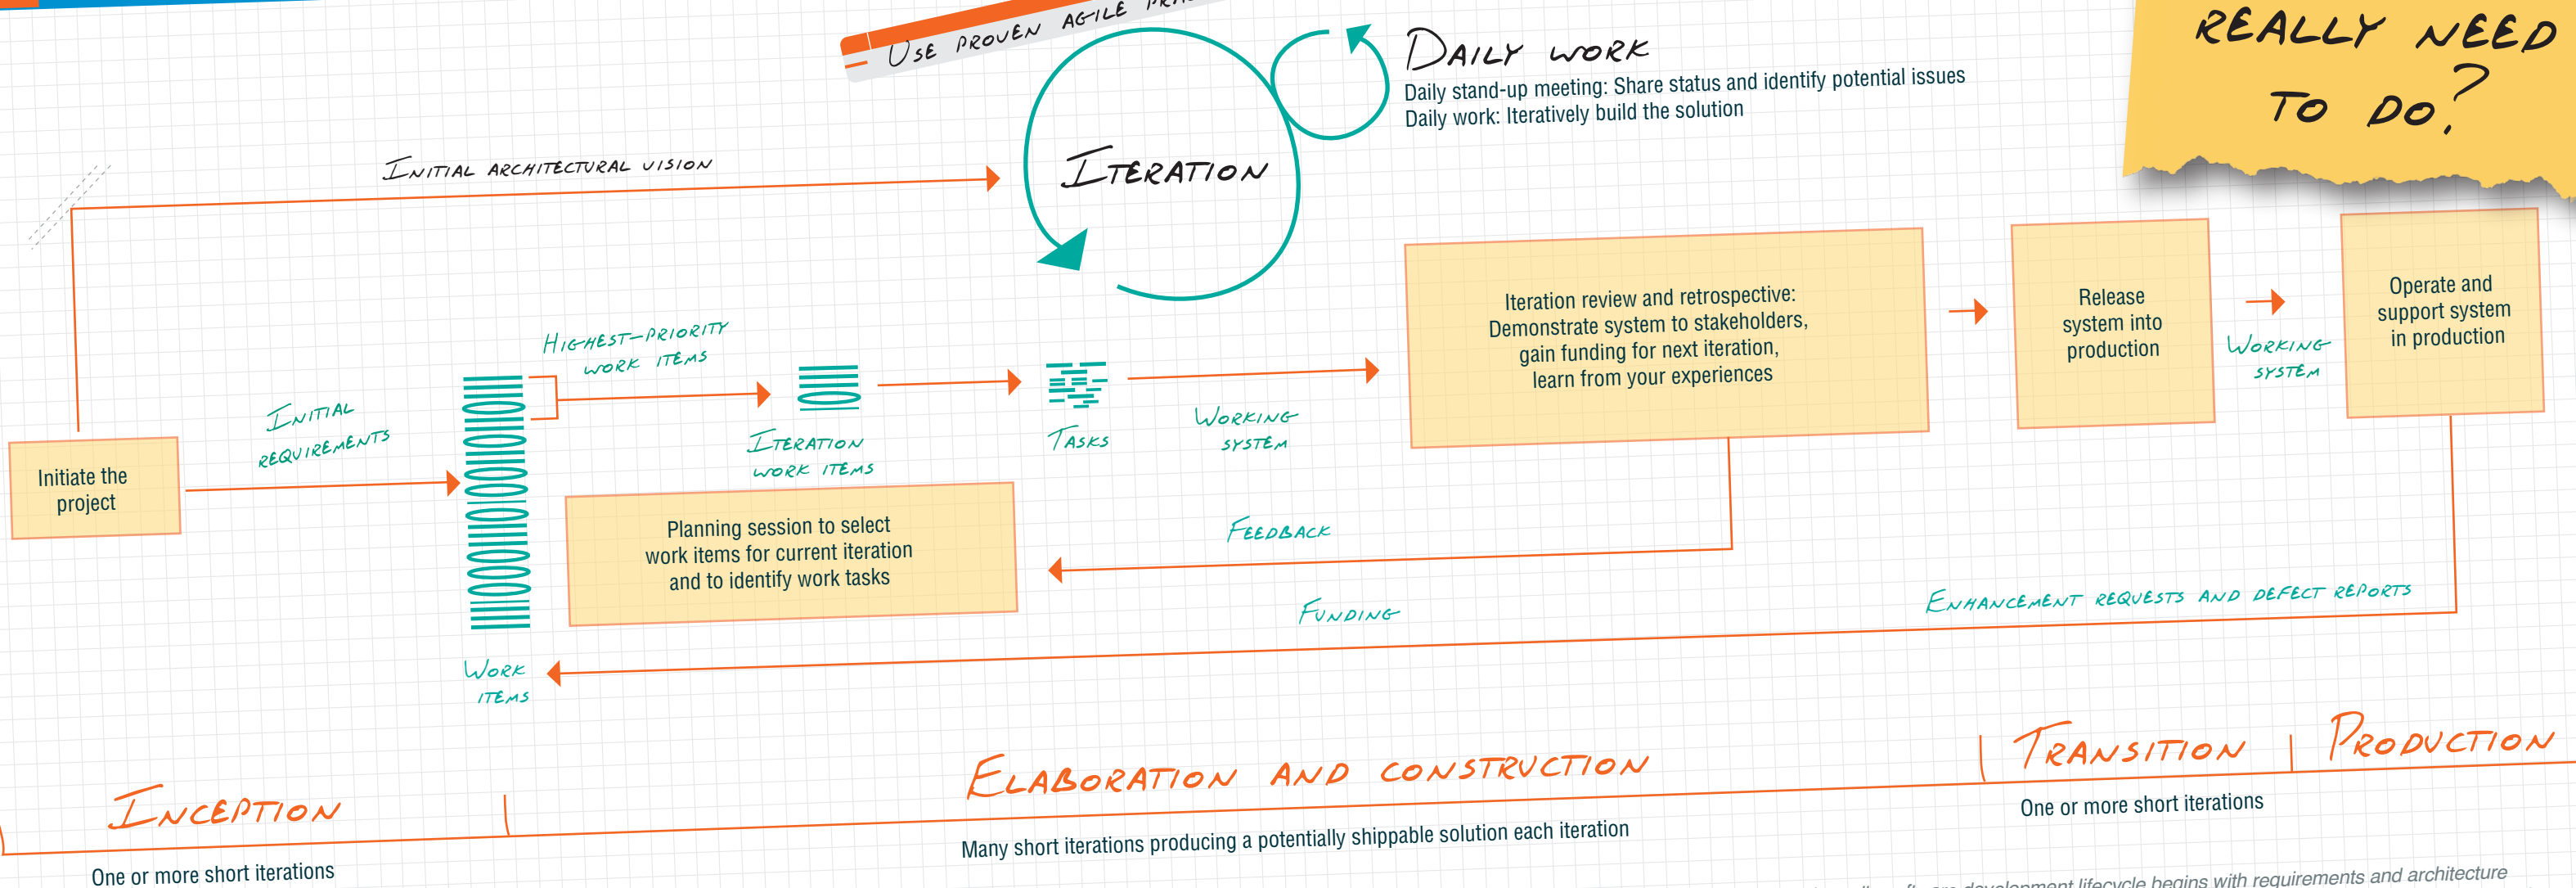 USE PROVEN AGILE
REALLY NEED
TO DO?
DAILY WORK
Daily stand-up meeting: Share status and identify potential issues
Daily work: Iteratively build the solution
INITIAL ARCHITECTURAL VISION
ITERATION
Initiate the
project
INITIAL
REQUIREMENTS
HIGHEST-PRIORITY
WORK ITEMS
ITERATION
WORK ITEMS
TASKS
WORKING
SYSTEM
Iteration review and retrospective:
Demonstrate system to stakeholders,
gain funding for next iteration,
learn from your experiences
Release
system into
production
WORKING
SYSTEM
Operate and
support system
in production
Planning session to select
work items for current iteration
and to identify work tasks
FEEDBACK
FUNDING
ENHANCEMENT REQUESTS AND DEFECT REPORTS
WORK
ITEMS
INCEPTION
One or more short iterations
ELABORATION AND CONSTRUCTION
Many short iterations producing a potentially shippable solution each iteration
TRANSITION
One or more short iterations
PRODUCTION
development lifecycle begins with requirements and architecture